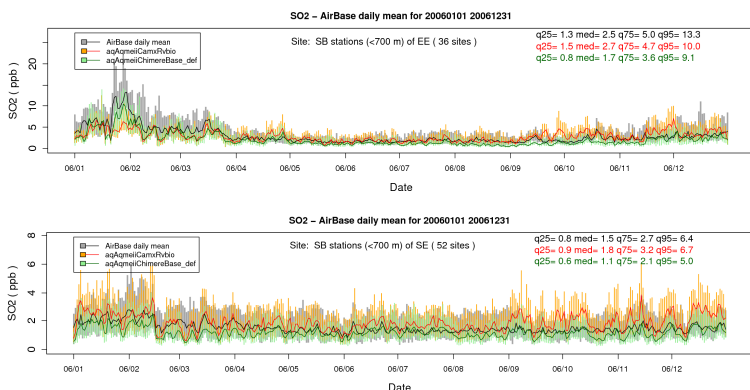 SO2 − AirBase daily mean for 20060101 20061231
AirBase daily mean
aqAqmeiiCamxRVbio
aqAqmeiiChimereBase_def
Site: SB stations (<700 m) of EE ( 36 sites )
q25= 1.3 med= 2.5 q75= 5.0 q95= 13.3
q25= 1.5 med= 2.7 q75= 4.7 q95= 10.0
q25= 0.8 med= 1.7 q75= 3.6 q95= 9.1
SO2 ( ppb )
20
10
5
0
06/01 06/02 06/03 06/04 06/05 06/06 06/07 06/08 06/09 06/10 06/11 06/12
Date
SO2 − AirBase daily mean for 20060101 20061231
AirBase daily mean
aqAqmeiiCamxRVbio
aqAqmeiiChimereBase_def
Site: SB stations (<700 m) of SE ( 52 sites )
q25= 0.8 med= 1.5 q75= 2.7 q95= 6.4
q25= 0.9 med= 1.8 q75= 3.2 q95= 6.7
q25= 0.6 med= 1.1 q75= 2.1 q95= 5.0
SO2 ( ppb )
8
6
4
2
0
06/01 06/02 06/03 06/04 06/05 06/06 06/07 06/08 06/09 06/10 06/11 06/12
Date